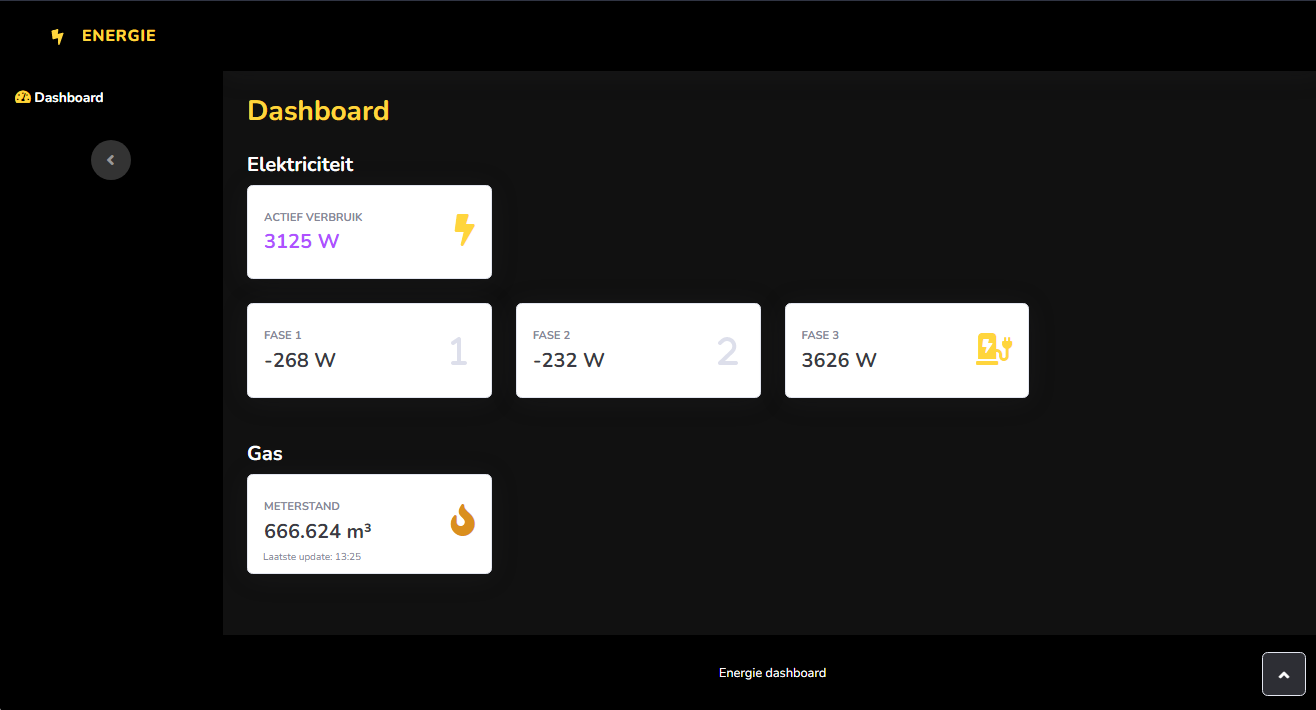 ENERGIE
Dashboard
Dashboard
Elektriciteit
ACTIEF VERBRUIK
3125 W
FASE 1
-268 W
1
FASE 2
-232 W
2
FASE 3
3626 W
Gas
METERSTAND
666.624 m³
Laatste update: 13:25
Energie dashboard